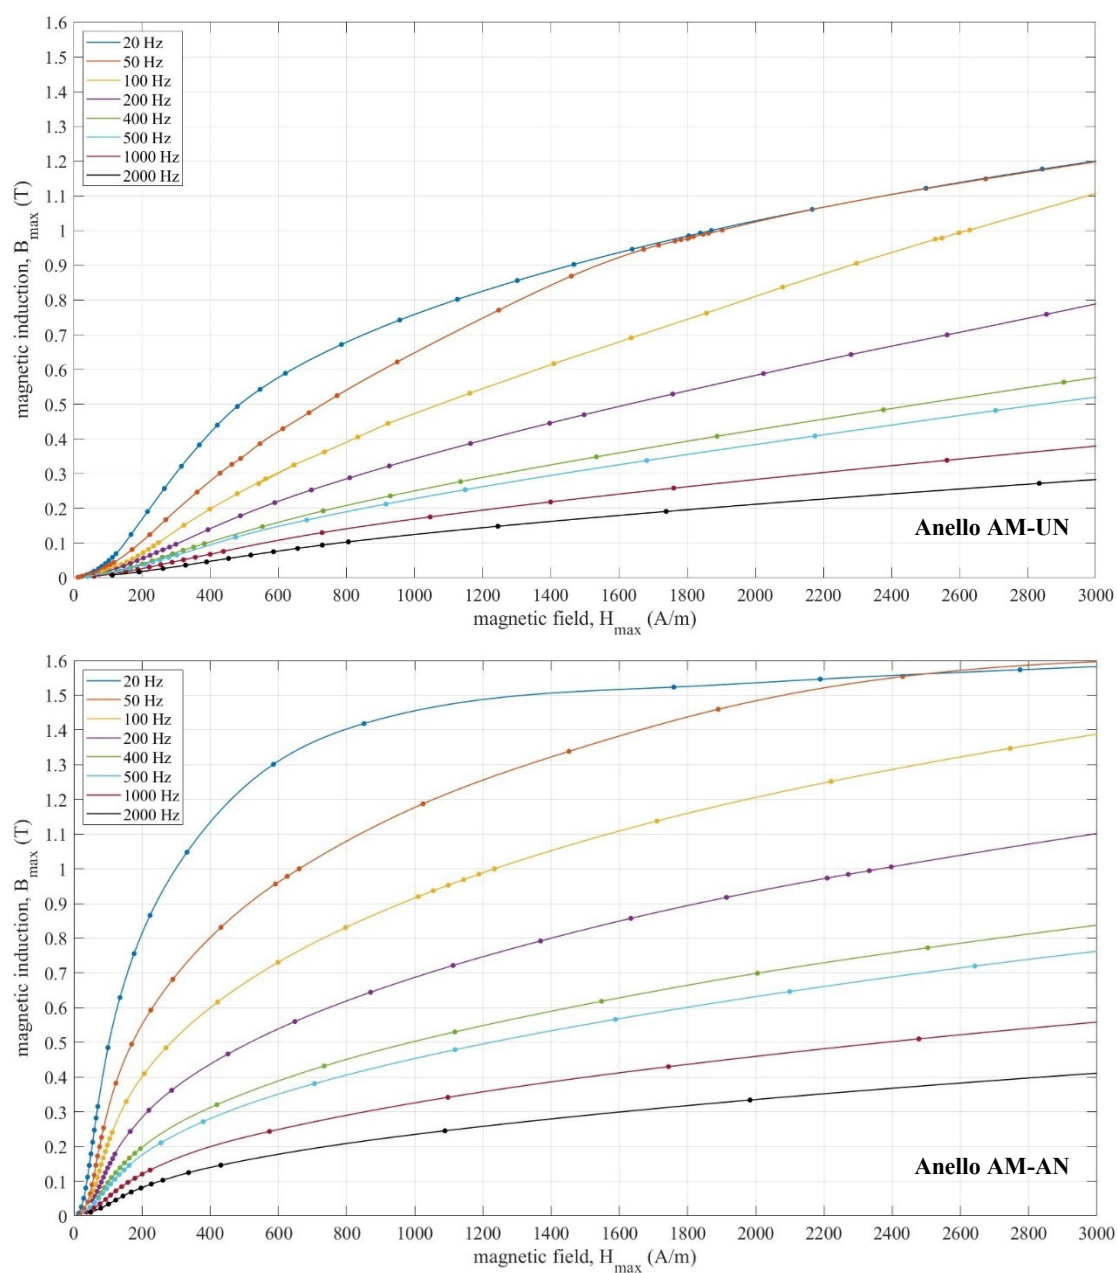 1.6
1.5
1.4
1.3
1.2
1.1
1
0.9
0.8
0.7
0.6
0.5
0.4
0.3
0.2
0.1
0
magnetic induction, Bmax (T)
20 Hz
50 Hz
100 Hz
200 Hz
400 Hz
500 Hz
1000 Hz
2000 Hz
Anello AM-UN
0 200 400 600 800 1000 1200 1400 1600 1800 2000 2200 2400 2600 2800 3000
magnetic field, Hmax (A/m)
1.6
1.5
1.4
1.3
1.2
1.1
1
0.9
0.8
0.7
0.6
0.5
0.4
0.3
0.2
0.1
0
magnetic induction, Bmax (T)
20 Hz
50 Hz
100 Hz
200 Hz
400 Hz
500 Hz
1000 Hz
2000 Hz
Anello AM-AN
0 200 400 600 800 1000 1200 1400 1600 1800 2000 2200 2400 2600 2800 3000
magnetic field, Hmax (A/m)